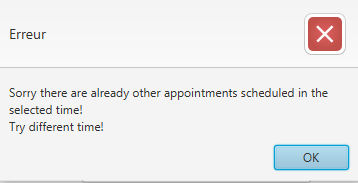 Erreur
Sorry there are already other appointments scheduled in the
selected time!
Try different time!
OK